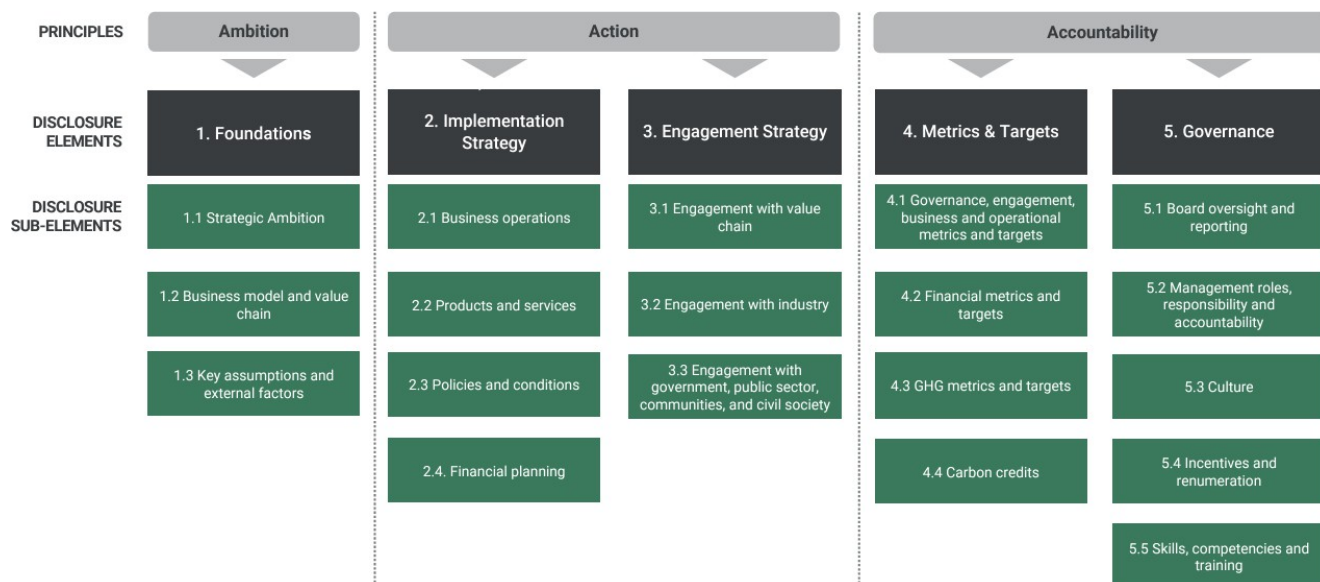 PRINCIPLES
Ambition
Action
Accountability
DISCLOSURE
ELEMENTS
1. Foundations
2. Implementation
Strategy
3. Engagement Strategy
4. Metrics & Targets
5. Governance
DISCLOSURE
SUB-ELEMENTS
1.1 Strategic Ambition
2.1 Business operations
3.1 Engagement with value
chain
4.1 Governance, engagement,
business and operational
metrics and targets
5.1 Board oversight and
reporting
1.2 Business model and value
chain
2.2 Products and services
3.2 Engagement with industry
4.2 Financial metrics and
targets
5.2 Management roles,
responsibility and
accountability
1.3 Key assumptions and
external factors
2.3 Policies and conditions
3.3 Engagement with
government, public sector,
communities, and civil society
4.3 GHG metrics and targets
5.3 Culture
2.4. Financial planning
4.4 Carbon credits
5.4 Incentives and
renumeration
5.5 Skills, competencies and
training